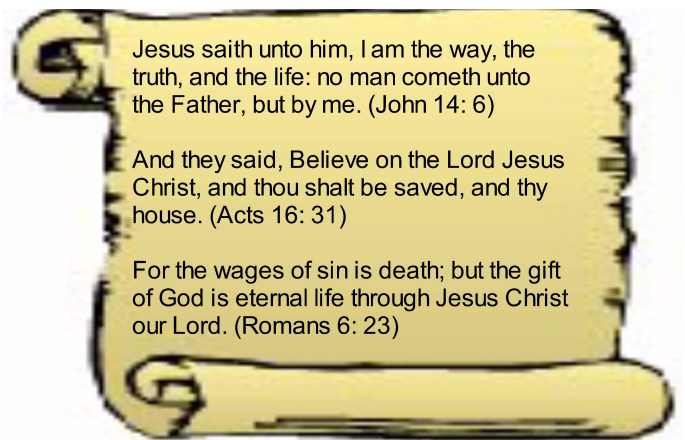 Jesus saith unto him, I am the way, the
truth, and the life: no man cometh unto
the Father, but by me. (John 14: 6)
And they said, Believe on the Lord Jesus
Christ, and thou shalt be saved, and thy
house. (Acts 16: 31)
For the wages of sin is death; but the gift
of God is eternal life through Jesus Christ
our Lord. (Romans 6: 23)